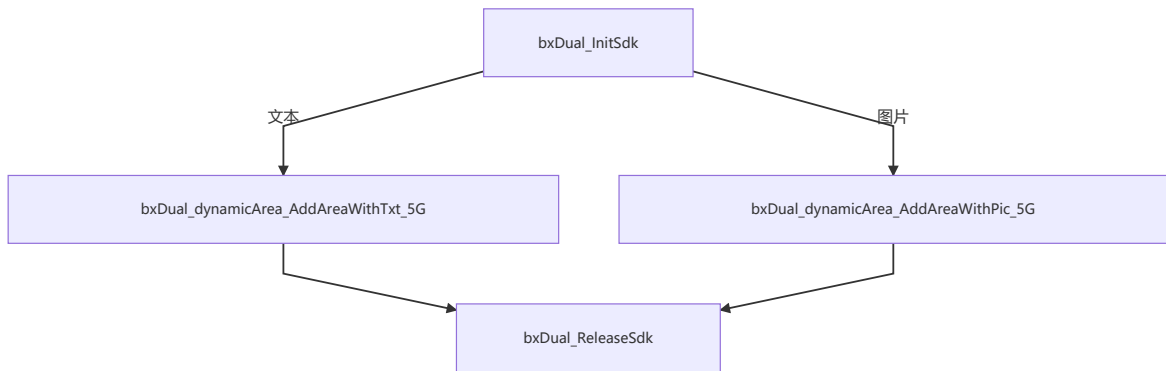 bxDual_InitSdk
文本
图片
bxDual_dynamicArea_AddAreaWithTxt_5G
bxDual_dynamicArea_AddAreaWithPic_5G
bxDual_ReleaseSdk